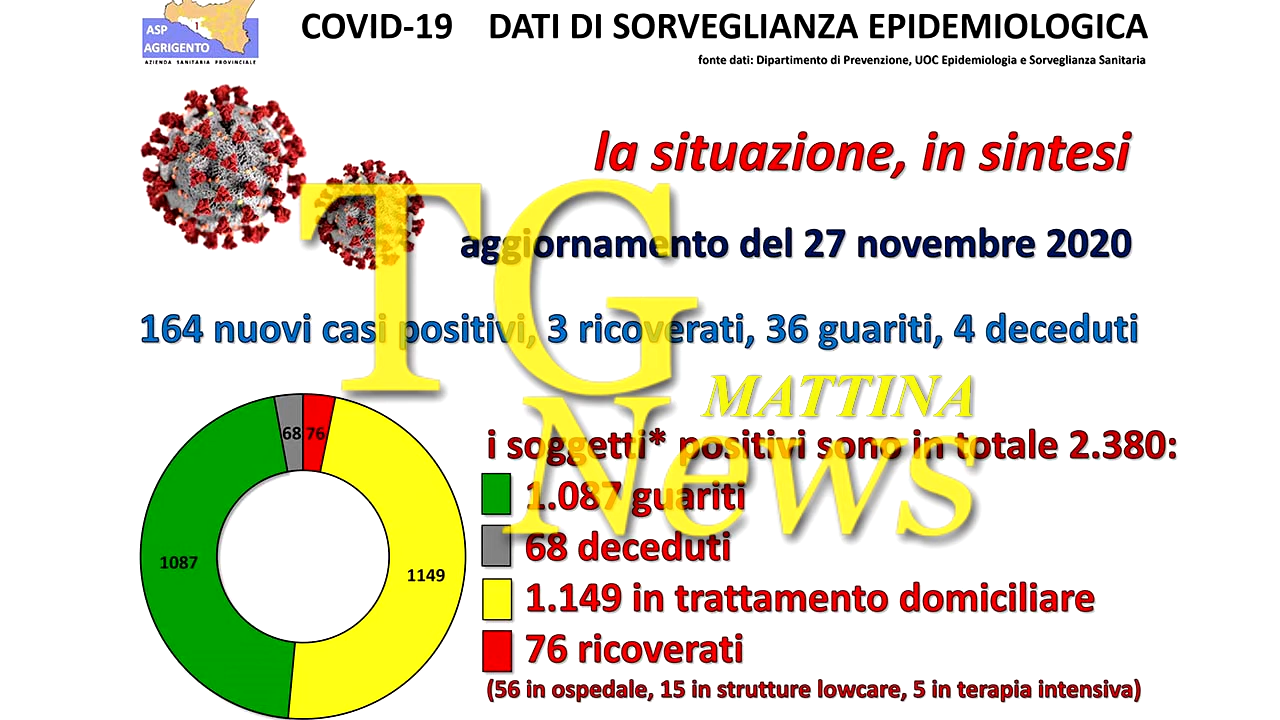 ASP
1
AGRIGENTO
AZIENDA SANITARIA PROVINCIALE
COVID-19 DATI DI SORVEGLIANZA EPIDEMIOLOGICA
fonte dati: Dipartimento di Prevenzione, UOC Epidemiologia e Sorveglianza Sanitaria
la situazione, in sintesi
aggiornamento del 27 novembre 2020
164 nuovi casi positivi, 3 ricoverati, 36 guariti, 4 deceduti
TG
MATTINA
News
i soggetti* positivi sono in totale 2.380:
1.087 guariti
68 deceduti
1.149 in trattamento domiciliare
76 ricoverati
(56 in ospedale, 15 in strutture lowcare, 5 in terapia intensiva)
68
76
1087
1149